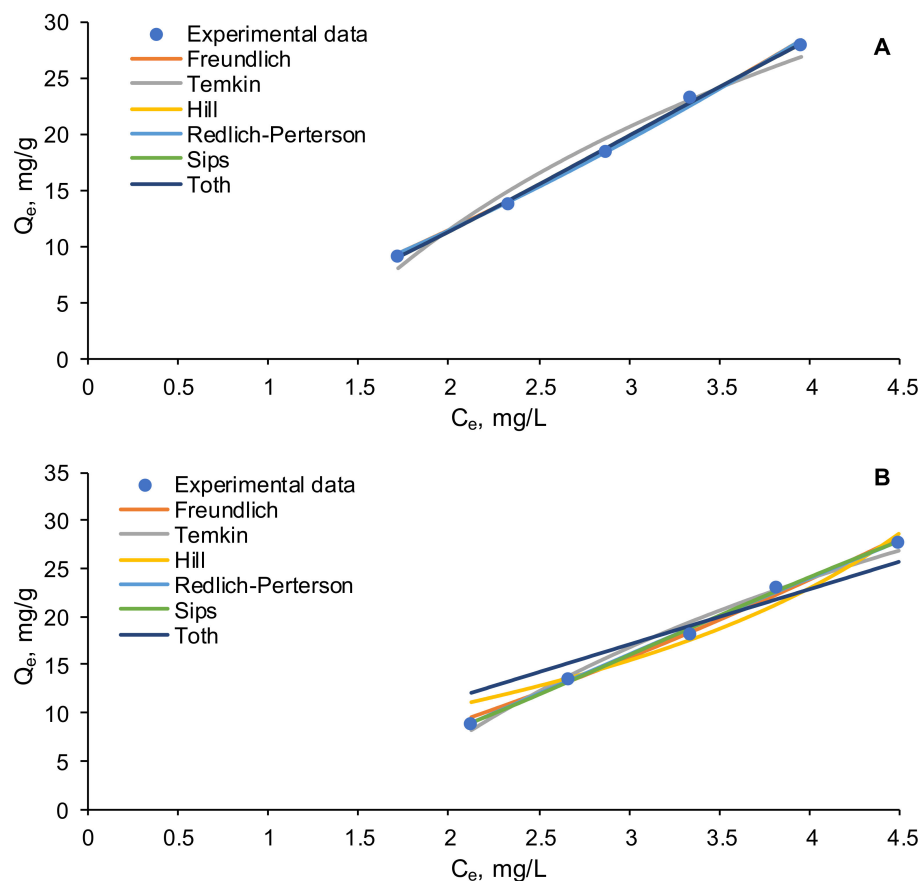 A
Experimental data
Freundlich
Temkin
Hill
Redlich-Perterson
Sips
Toth
Qe, mg/g
30
25
20
15
10
5
0
0 0.5 1 1.5 2 2.5 3 3.5 4 4.5
Ce, mg/L
B
Experimental data
Freundlich
Temkin
Hill
Redlich-Perterson
Sips
Toth
Qe, mg/g
35
30
25
20
15
10
5
0
0 0.5 1 1.5 2 2.5 3 3.5 4 4.5
Ce, mg/L